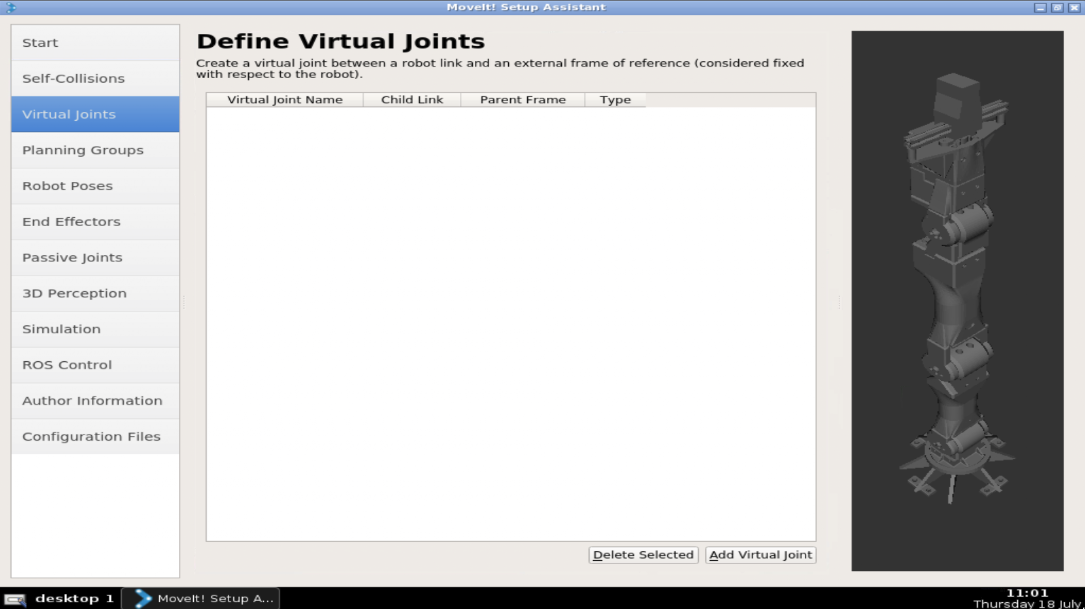 MoveIt! Setup Assistant
Start
Self-Collisions
Virtual Joints
Planning Groups
Robot Poses
End Effectors
Passive Joints
3D Perception
Simulation
ROS Control
Author Information
Configuration Files
Define Virtual Joints
Create a virtual joint between a robot link and an external frame of reference (considered fixed
with respect to the robot).
Virtual Joint Name Child Link Parent Frame Type
Delete Selected Add Virtual Joint
desktop 1 MoveIt! Setup A...
11:01
Thursday 18 July